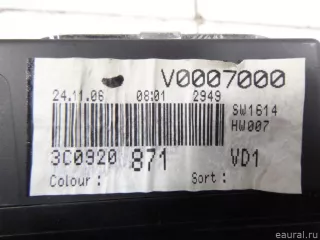 V0007000
24.11.06 08:01 2949
SW1614
HW007
3C0920 871 VD1
Colour : Sort :
© eaural.ru